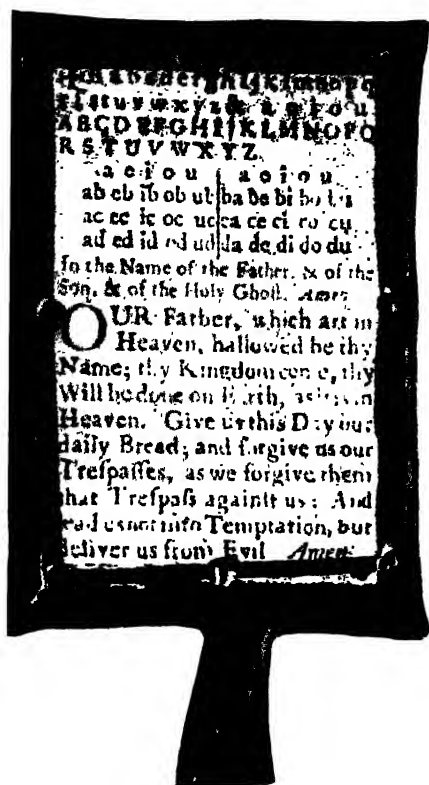 a b c d e f g h i j k l m n o p q
r ſ s t u v w x y z & a e i o u
A B C D E F G H I J K L M N O P Q
R S T U V W X Y Z
a e i o u | a e i o u
ab eb ib ob ub | ba be bi bo bu
ac ec ic oc uc | ca ce ci co cu
ad ed id od ud | da de di do du
In the Name of the Father, & of the
Son, & of the Holy Ghoſt. Amen
OUR Father, which art in
Heaven, hallowed be thy
Name; thy Kingdom come, thy
Will be done on Earth, as it is in
Heaven. Give us this Day our
daily Bread; and forgive us our
Treſpaſſes, as we forgive them
that Treſpaſs againſt us: And
lead us not into Temptation, but
deliver us from Evil Amen.